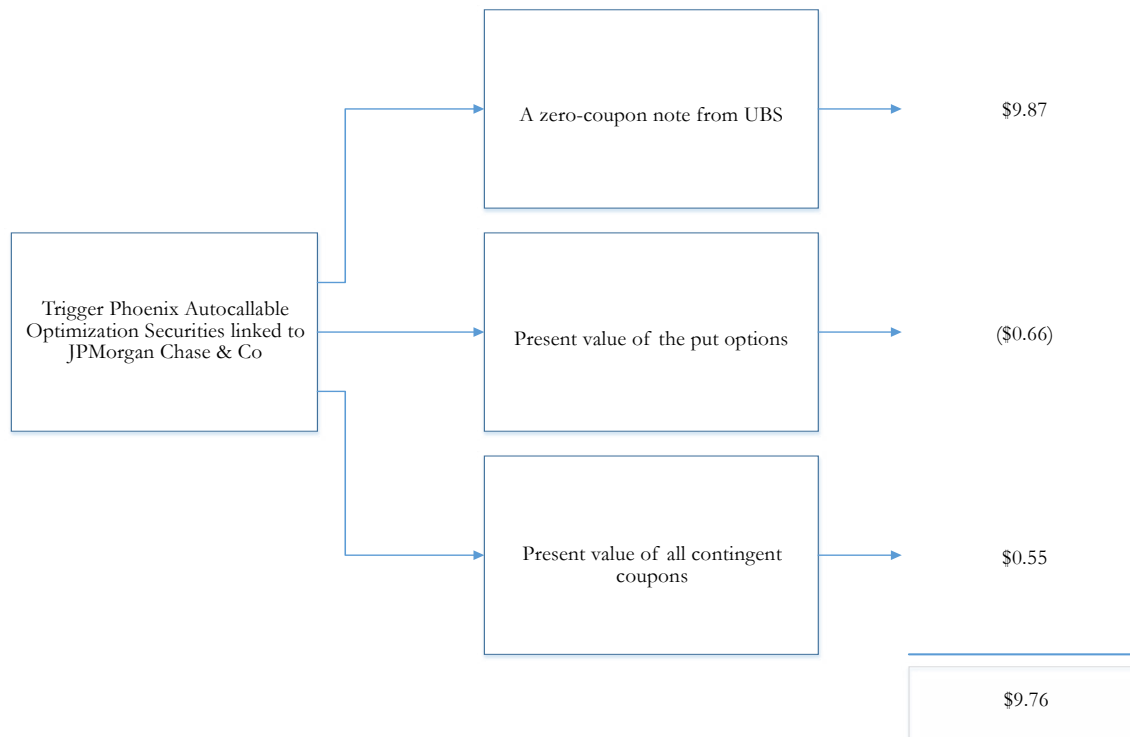 A zero-coupon note from UBS
$9.87
Trigger Phoenix Autocallable
Optimization Securities linked to
JPMorgan Chase & Co
Present value of the put options
($0.66)
Present value of all contingent
coupons
$0.55
$9.76